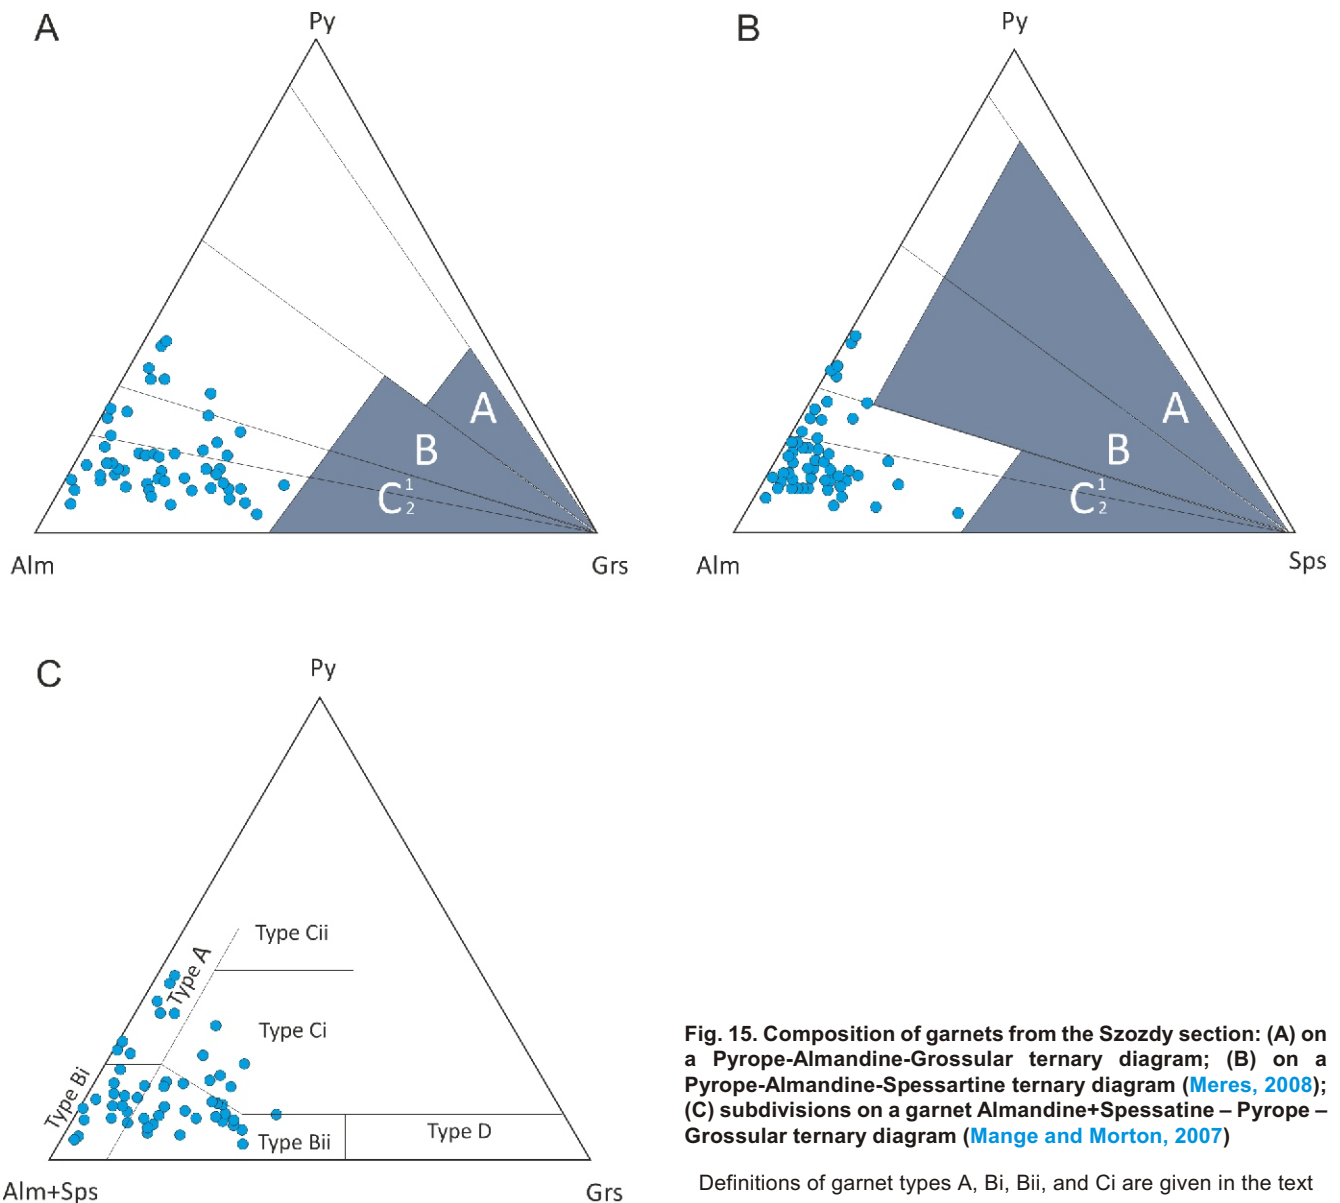 A
Py
A
B
C 1 2
Alm
Grs
B
Py
A
B
C 1 2
Alm
Sps
C
Py
Type Cii
Type A
Type Ci
Type Bi
Type Bii
Type D
Alm+Sps
Grs
Fig. 15. Composition of garnets from the Szozdy section: (A) on
a Pyrope-Almandine-Grossular ternary diagram; (B) on a
Pyrope-Almandine-Spessartine ternary diagram (Meres, 2008);
(C) subdivisions on a garnet Almandine+Spessatine – Pyrope –
Grossular ternary diagram (Mange and Morton, 2007)
Definitions of garnet types A, Bi, Bii, and Ci are given in the text